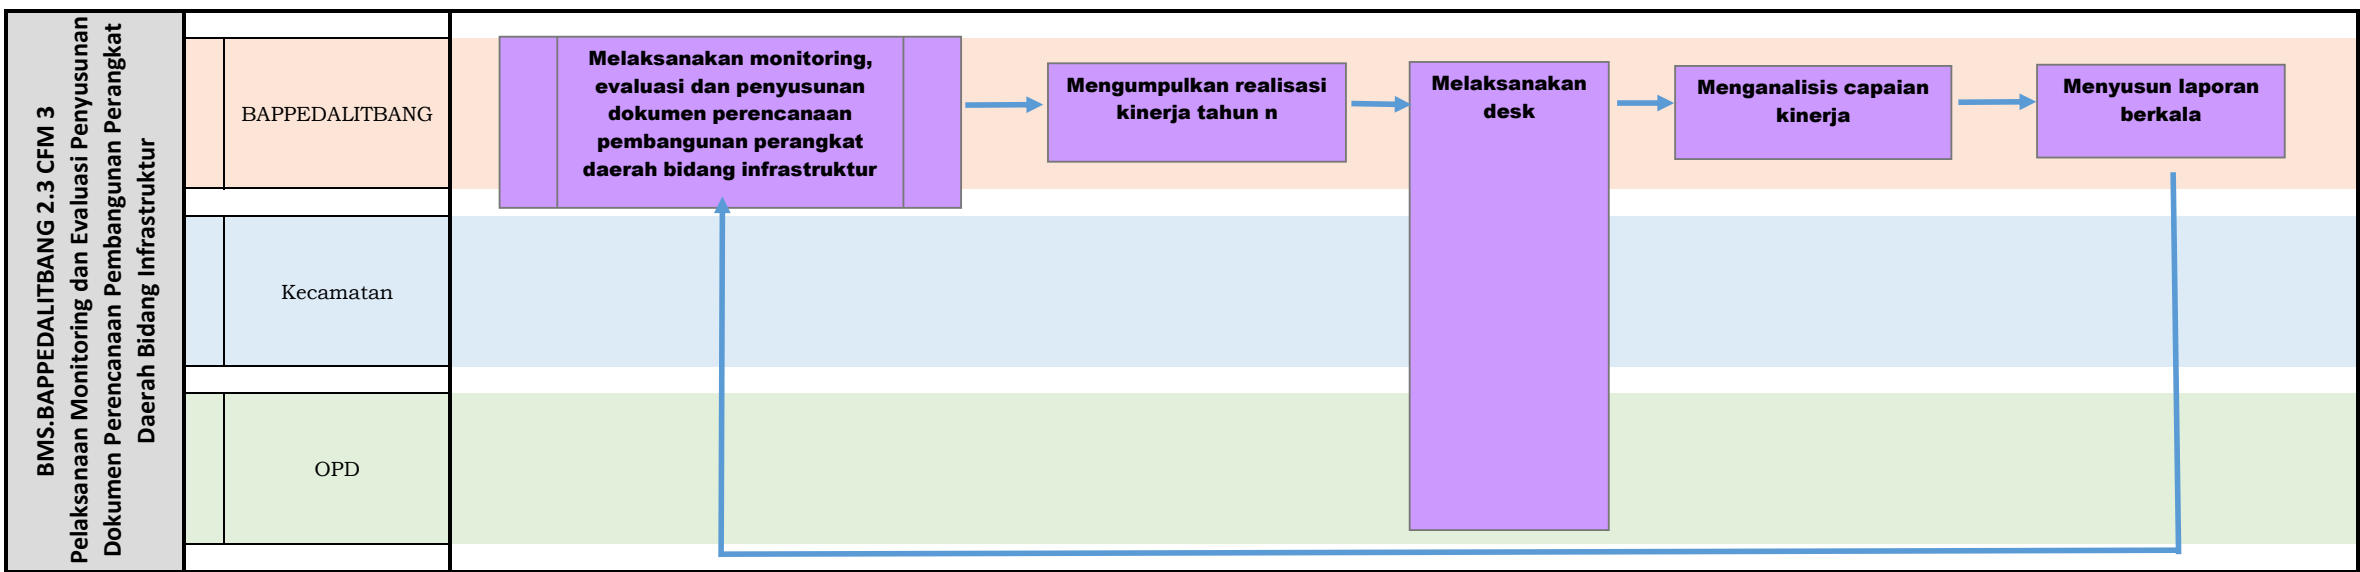 BMS.BAPPEDALITBANG 2.3 CFM 3
Pelaksanaan Monitoring dan Evaluasi Penyusunan
Dokumen Perencanaan Pembangunan Perangkat
Daerah Bidang Infrastruktur
BAPPEDALITBANG
Melaksanakan monitoring,
evaluasi dan penyusunan
dokumen perencanaan
pembangunan perangkat
daerah bidang infrastruktur
Mengumpulkan realisasi
kinerja tahun n
Melaksanakan
desk
Menganalisis capaian
kinerja
Menyusun laporan
berkala
Kecamatan
OPD